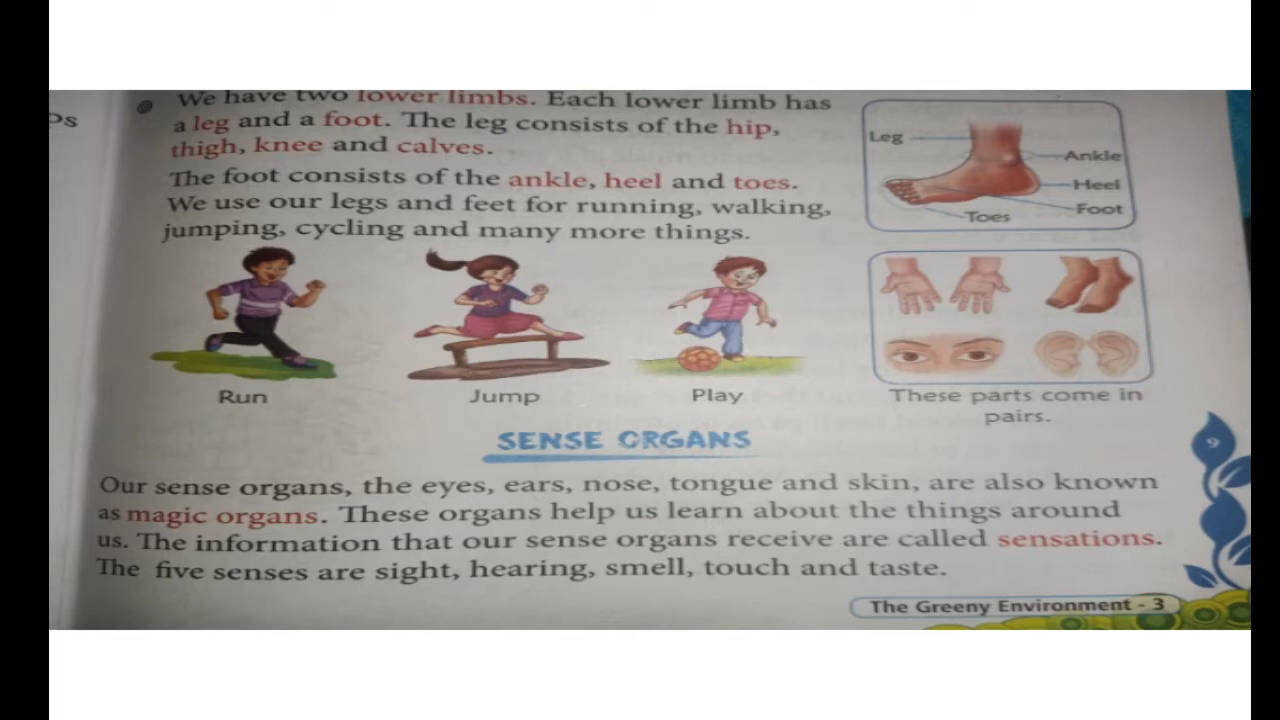 We have two lower limbs. Each lower limb has
a leg and a foot. The leg consists of the hip,
thigh, knee and calves.
The foot consists of the ankle, heel and toes.
We use our legs and feet for running, walking,
jumping, cycling and many more things.
Leg
Ankle
Heel
Foot
Toes
Run
Jump
Play
These parts come in
pairs.
SENSE ORGANS
Our sense organs, the eyes, ears, nose, tongue and skin, are also known
as magic organs. These organs help us learn about the things around
us. The information that our sense organs receive are called sensations.
The five senses are sight, hearing, smell, touch and taste.
9
The Greeny Environment - 3